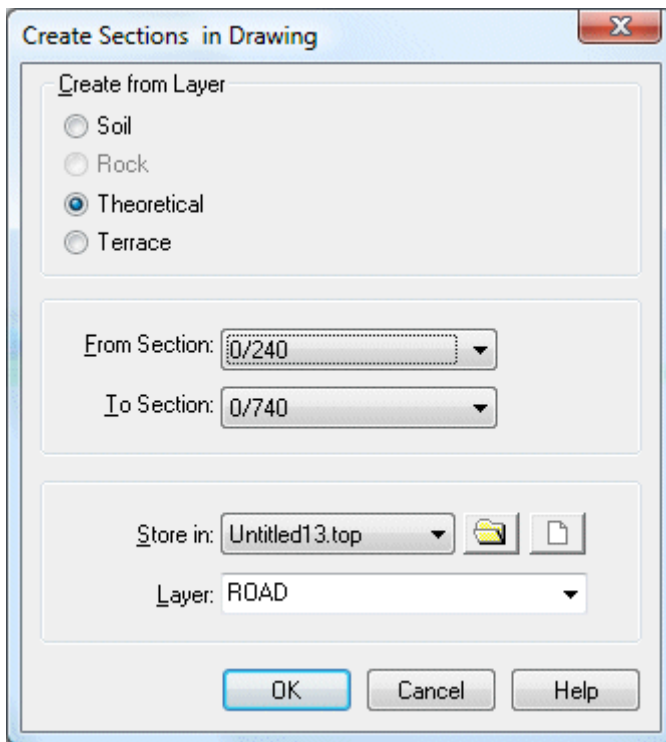 Create Sections in Drawing
Create from Layer
Soil
Rock
Theoretical
Terrace
From Section: 0/240
To Section: 0/740
Store in: Untitled13.top
Layer: ROAD
OK Cancel Help